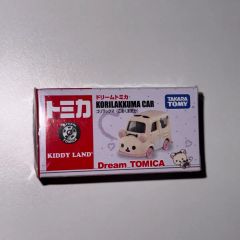 トミカ
ドリームトミカ
KORILAKKUMA CAR
TAKARA TOMY
KIDDY LAND
Dream TOMICA